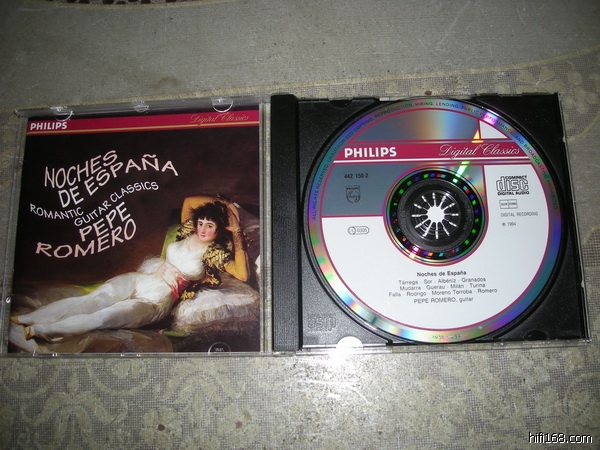 PHILIPS
Digital Classics
NOCHES
DE ESPAÑA
ROMANTIC
GUITAR CLASSICS
PEPE
ROMERO
PHILIPS
Digital Classics
442 150-2
COMPACT
disc
DIGITAL AUDIO
DIGITAL RECORDING
℗ 1994
Noches de España
Tárrega · Sor · Albéniz · Granados
Mudarra · Guerau · Milán · Turina
Falla · Rodrigo · Moreno Torroba · Romero
PEPE ROMERO, guitar
hifi168.com